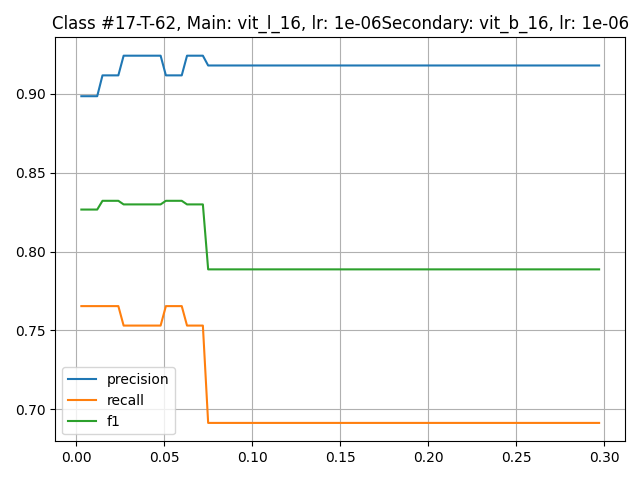 Class #17-T-62, Main: vit_l_16, lr: 1e-06Secondary: vit_b_16, lr: 1e-06
0.90
0.85
0.80
0.75
0.70
precision
recall
f1
0.00 0.05 0.10 0.15 0.20 0.25 0.30